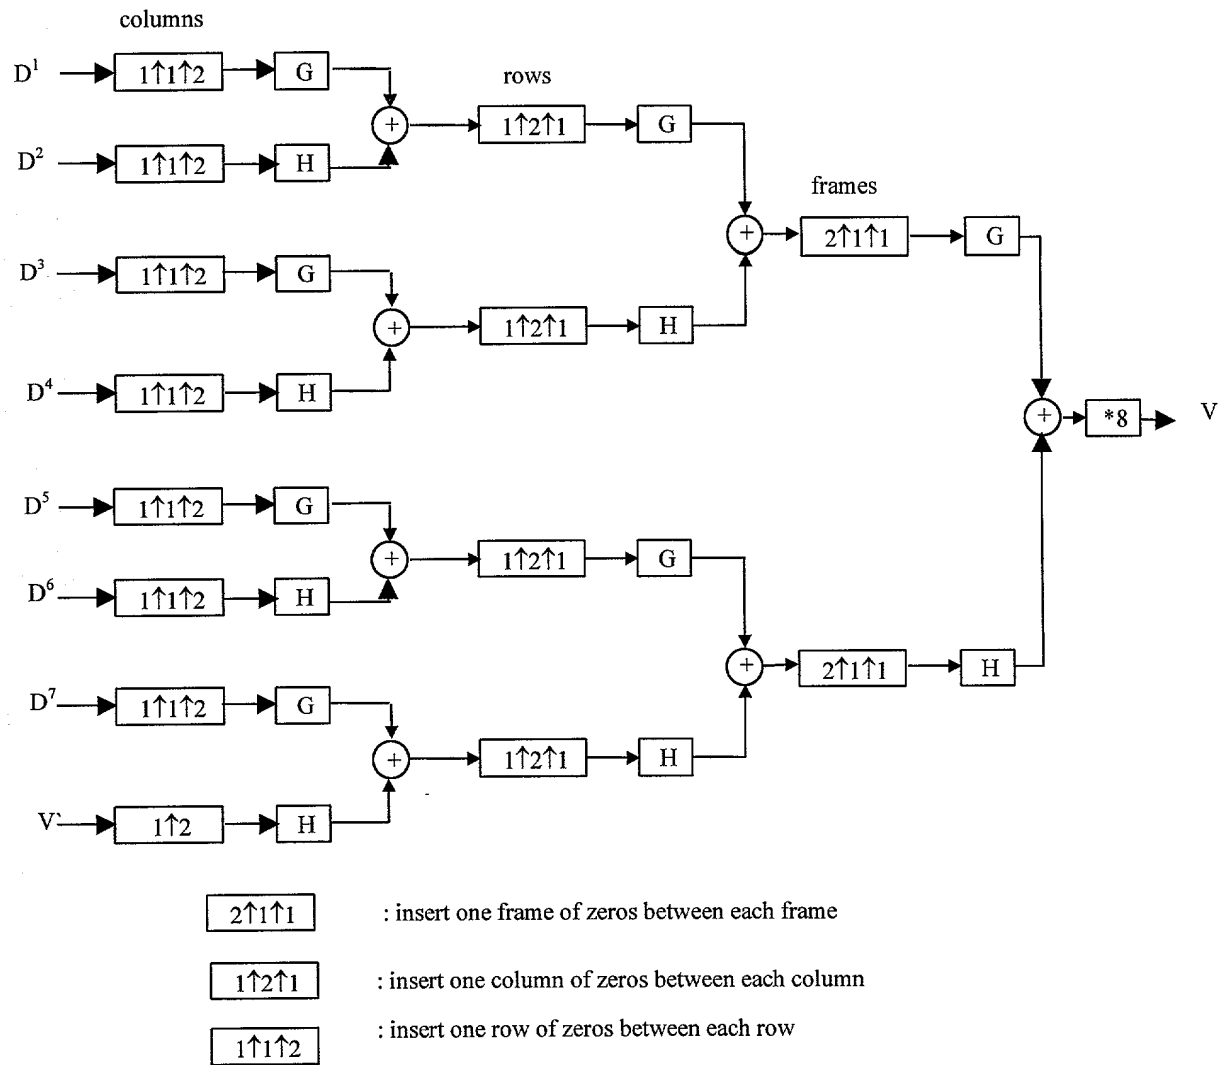 columns
D¹ 1↑1↑2 G
rows
+ 1↑2↑1 G
D² 1↑1↑2 H
frames
+ 2↑1↑1 G
D³ 1↑1↑2 G
+ 1↑2↑1 H
D⁴ 1↑1↑2 H
+ *8 V
D⁵ 1↑1↑2 G
+ 1↑2↑1 G
D⁶ 1↑1↑2 H
+ 2↑1↑1 H
D⁷ 1↑1↑2 G
+ 1↑2↑1 H
V` 1↑2 H
2↑1↑1 : insert one frame of zeros between each frame
1↑2↑1 : insert one column of zeros between each column
1↑1↑2 : insert one row of zeros between each row